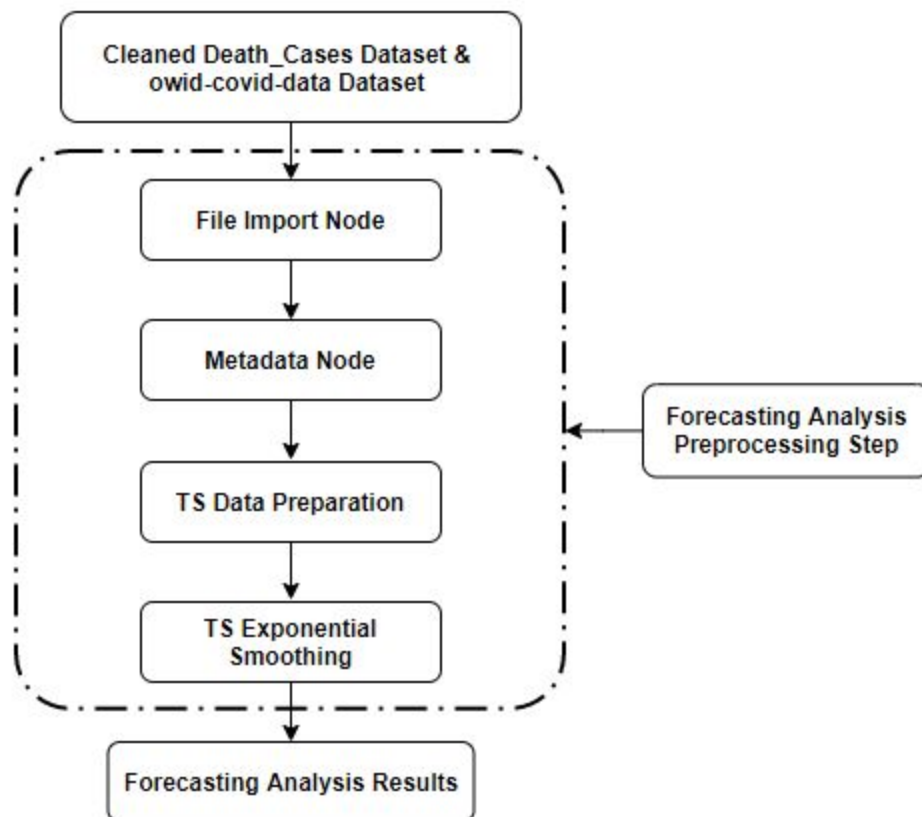 Cleaned Death_Cases Dataset &
owid-covid-data Dataset
File Import Node
Metadata Node
Forecasting Analysis
Preprocessing Step
TS Data Preparation
TS Exponential
Smoothing
Forecasting Analysis Results